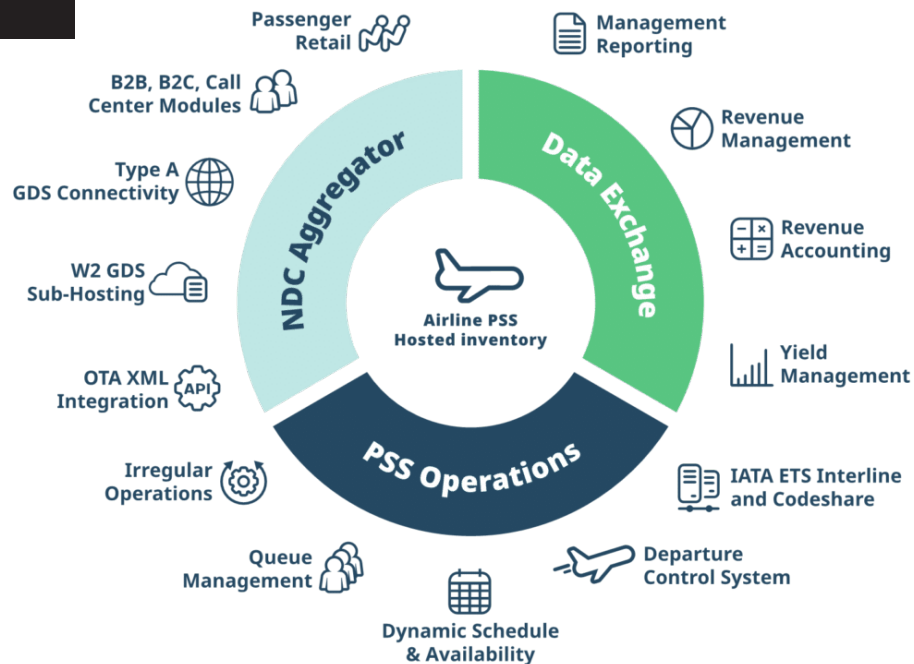 Passenger
Retail
B2B, B2C, Call
Center Modules
Type A
GDS Connectivity
W2 GDS
Sub-Hosting
OTA XML
Integration
API
Irregular
Operations
Queue
Management
Dynamic Schedule
& Availability
Departure
Control System
IATA ETS Interline
and Codeshare
Yield
Management
Revenue
Accounting
Revenue
Management
Management
Reporting
NDC Aggregator
Data Exchange
PSS Operations
Airline PSS
Hosted inventory